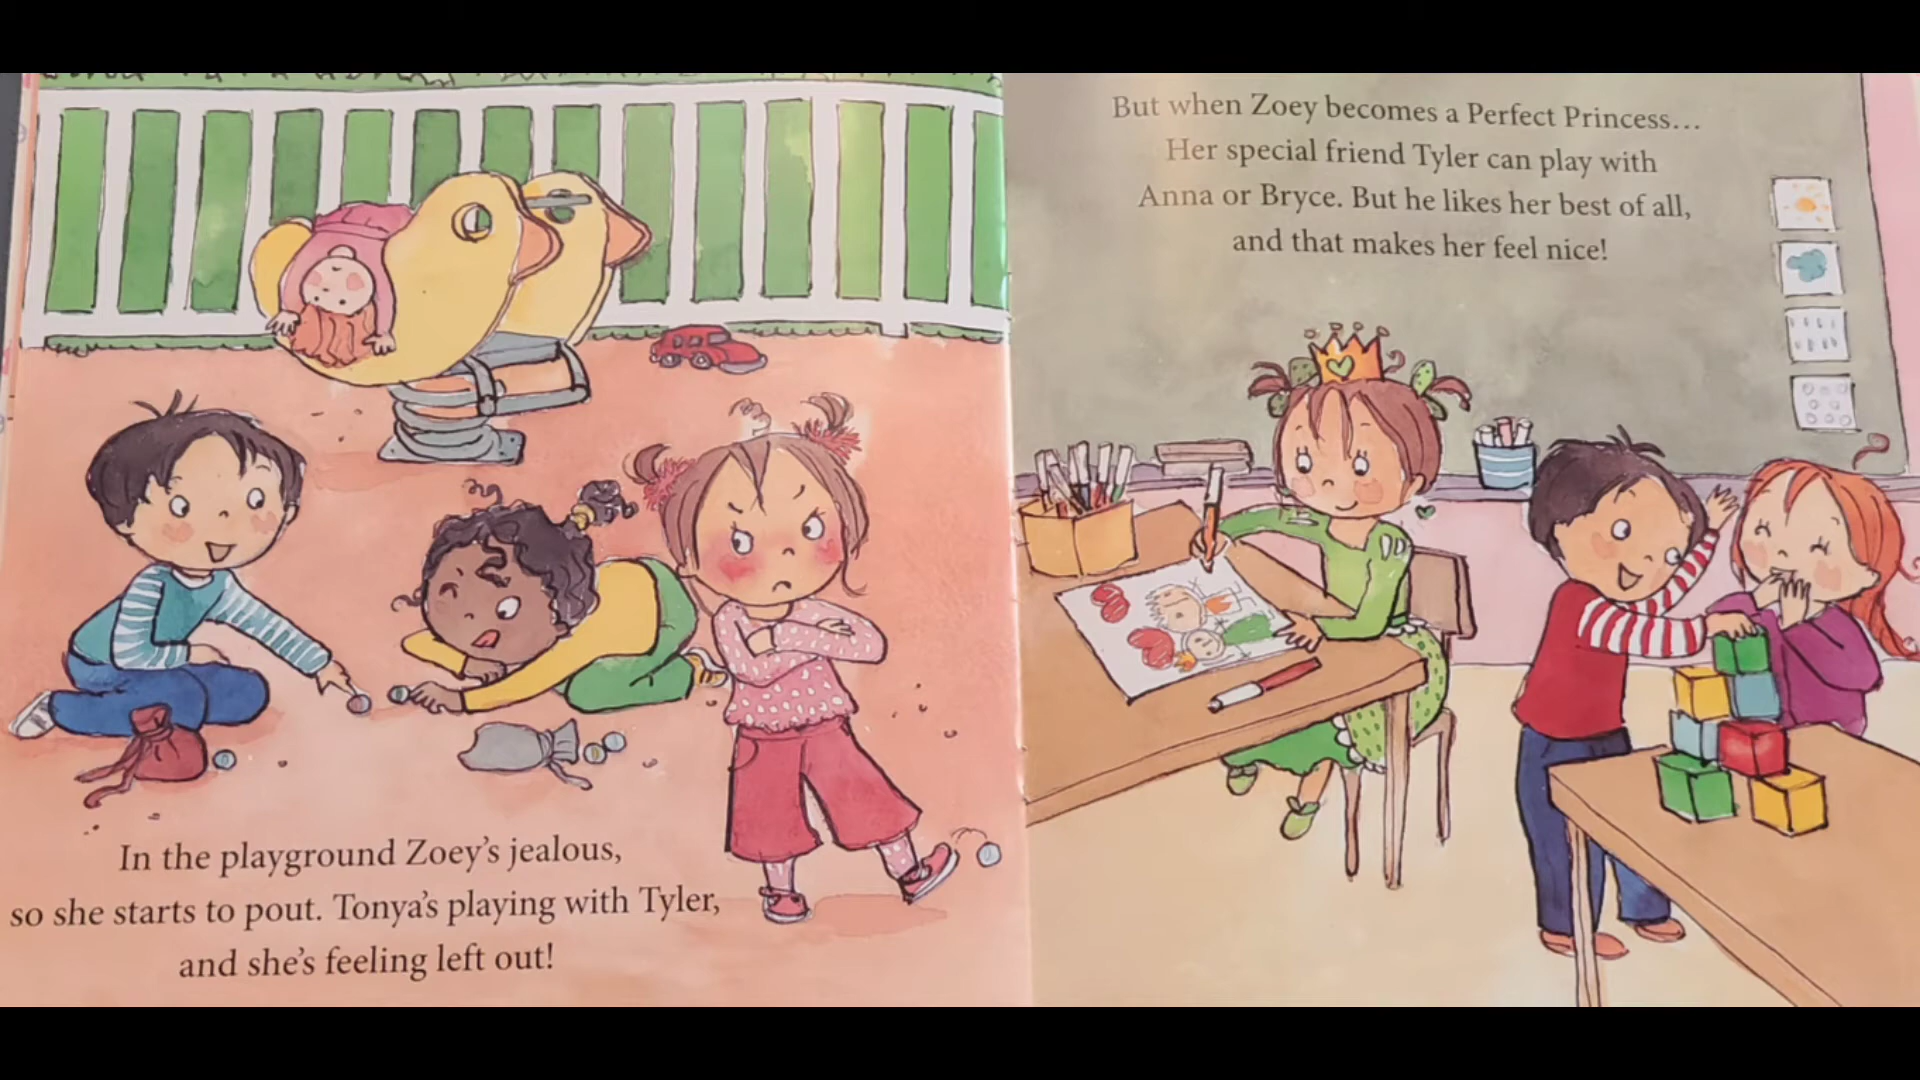 In the playground Zoey's jealous,
so she starts to pout. Tonya's playing with Tyler,
and she's feeling left out!
But when Zoey becomes a Perfect Princess...
Her special friend Tyler can play with
Anna or Bryce. But he likes her best of all,
and that makes her feel nice!